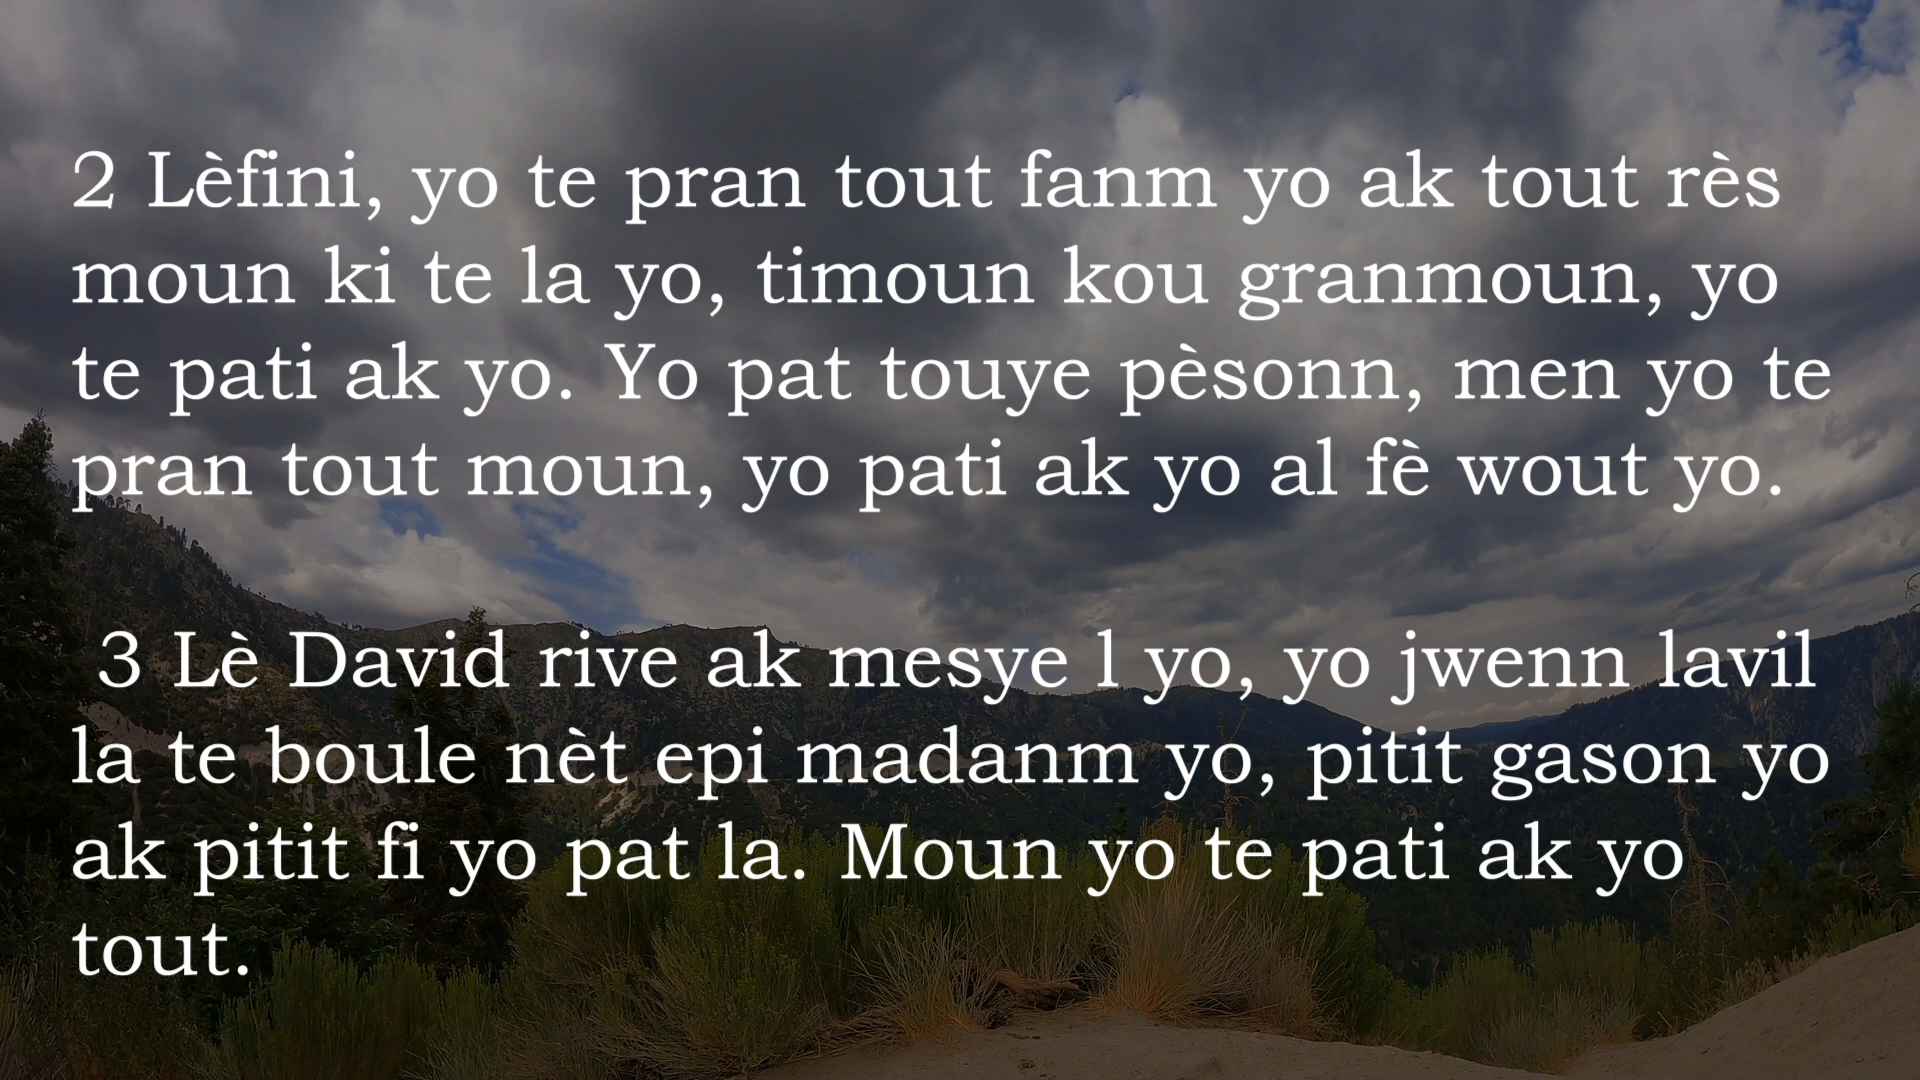 2 Lèfini, yo te pran tout fanm yo ak tout rès
moun ki te la yo, timoun kou granmoun, yo
te pati ak yo. Yo pat touye pèsonn, men yo te
pran tout moun, yo pati ak yo al fè wout yo.
3 Lè David rive ak mesye l yo, yo jwenn lavil
la te boule nèt epi madanm yo, pitit gason yo
ak pitit fi yo pat la. Moun yo te pati ak yo
tout.